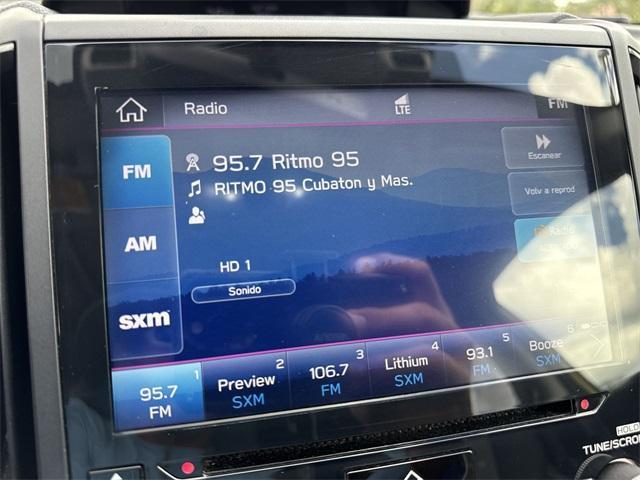 Radio
LTE
FM
FM
95.7 Ritmo 95
RITMO 95 Cubaton y Mas.
Escanear
Volv a reprod
AM
Radio
HD 1
Sonido
sxm
1
95.7
FM
2
Preview
SXM
3
106.7
FM
4
Lithium
SXM
5
93.1
FM
6
Booze
SXM
HOLD
TUNE/SCRO